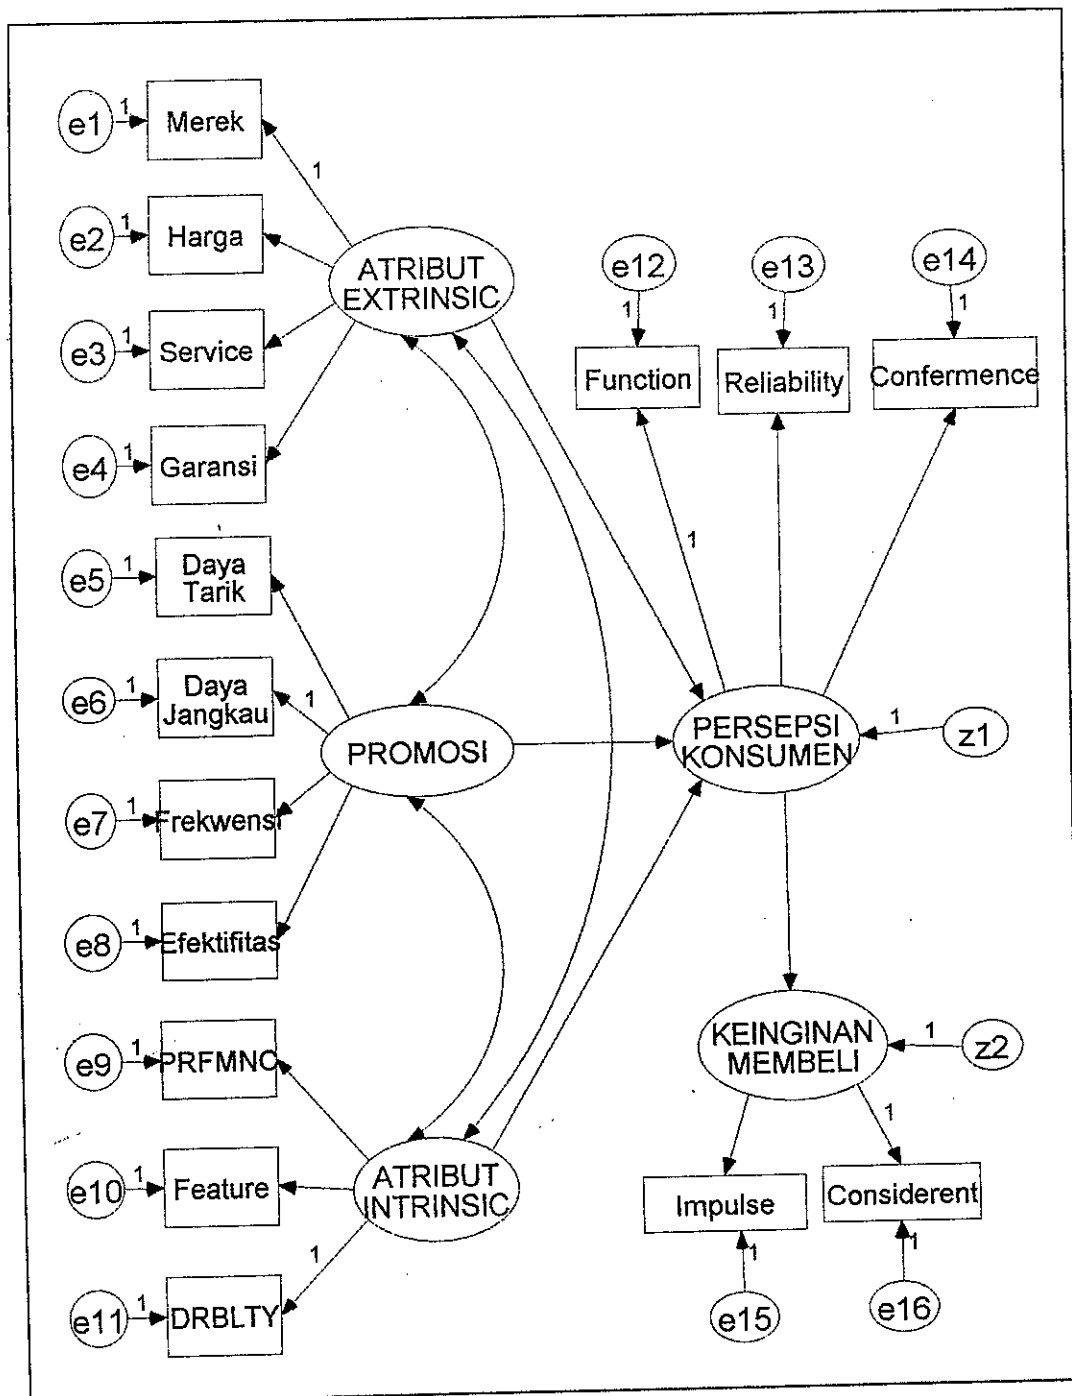 e1
1
Merek
1
e2
1
Harga
e3
1
Service
e4
1
Garansi
ATRIBUT
EXTRINSIC
e5
1
Daya
Tarik
e6
1
Daya
Jangkau
1
e7
1
Frekwensi
e8
1
Efektifitas
PROMOSI
e9
1
PRFMNC
e10
1
Feature
e11
1
DRBLTY
1
ATRIBUT
INTRINSIC
e12
1
Function
1
e13
1
Reliability
e14
1
Confermence
PERSEPSI
KONSUMEN
1
z1
KEINGINAN
MEMBELI
1
z2
1
Impulse
1
e15
Considerent
1
e16